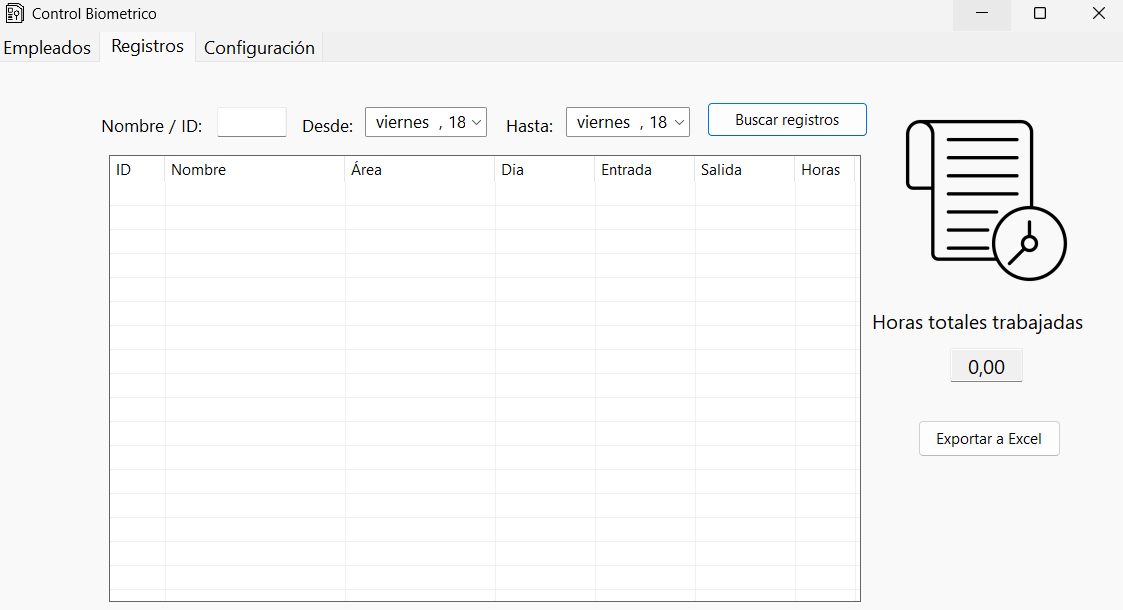 Control Biometrico
Empleados Registros Configuración
Nombre / ID: Desde: viernes , 18 Hasta: viernes , 18 Buscar registros
ID Nombre Área Dia Entrada Salida Horas
Horas totales trabajadas
0,00
Exportar a Excel